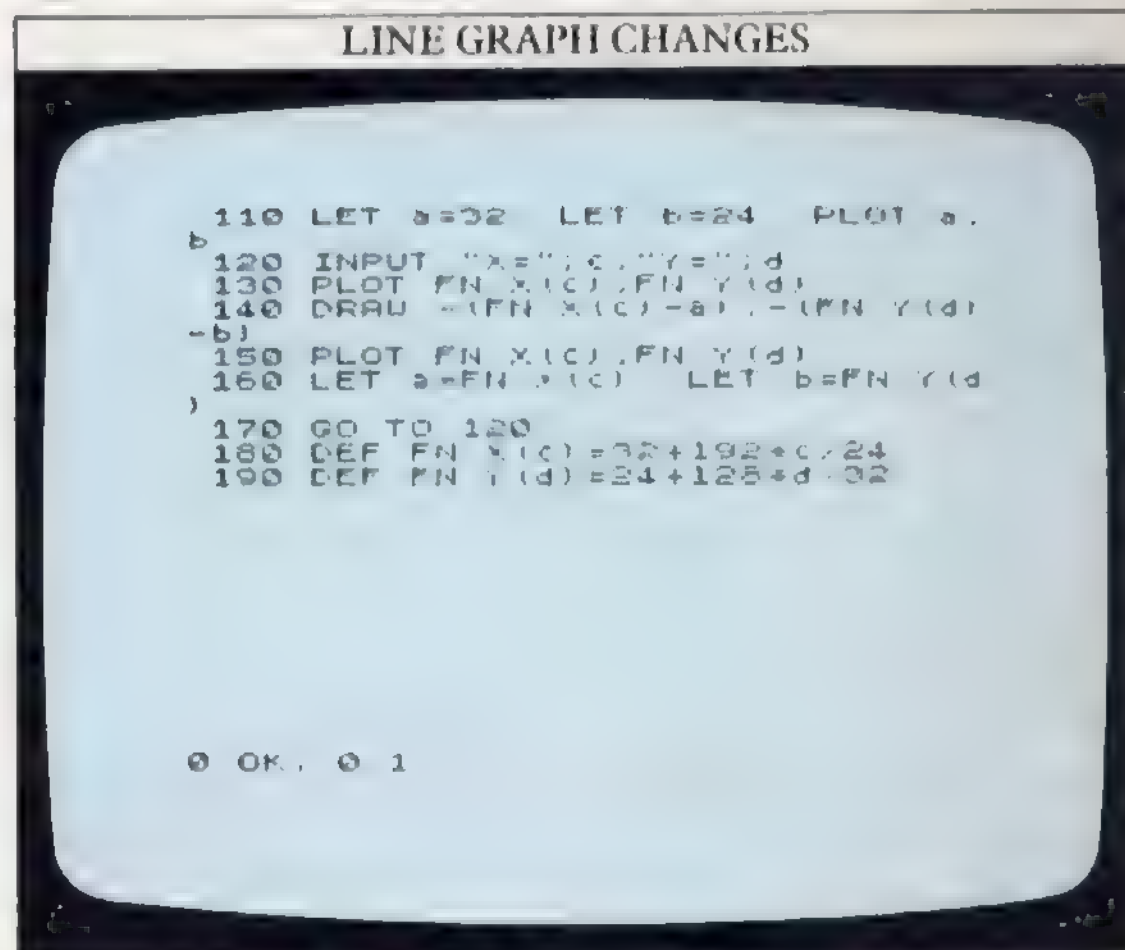 LINE GRAPH CHANGES
110 LET a=32: LET b=24: PLOT a,
b
120 INPUT "X=";c,"Y=";d
130 PLOT FN X(c),FN Y(d)
140 DRAW -(FN X(c)-a),-(FN Y(d)
-b)
150 PLOT FN X(c),FN Y(d)
160 LET a=FN X(c): LET b=FN Y(d
)
170 GO TO 120
180 DEF FN X(c)=32+192*c/24
190 DEF FN Y(d)=24+128*d/32
0 OK, 0:1